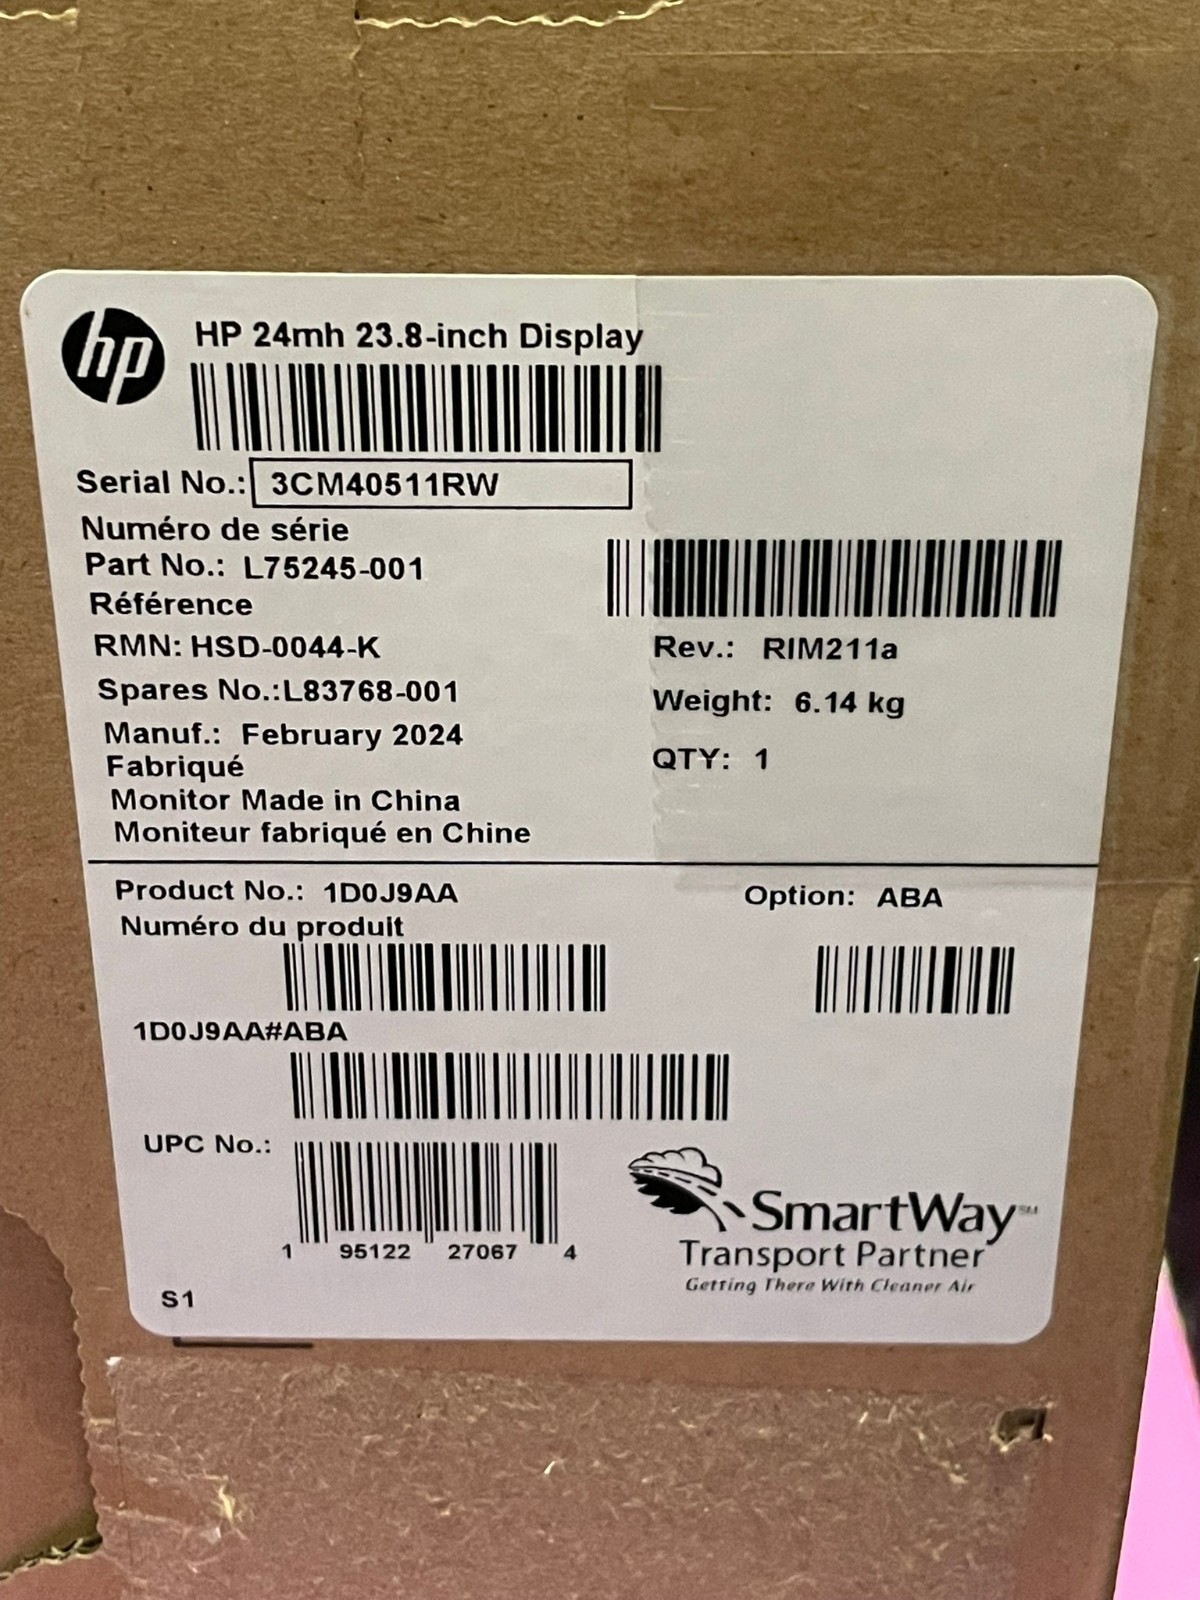 hp
HP 24mh 23.8-inch Display
Serial No.: 3CM40511RW
Numéro de série
Part No.: L75245-001
Référence
RMN: HSD-0044-K
Rev.: RIM211a
Spares No.:L83768-001
Weight: 6.14 kg
Manuf.: February 2024
Fabriqué
QTY: 1
Monitor Made in China
Moniteur fabriqué en Chine
Product No.: 1D0J9AA
Option: ABA
Numéro du produit
1D0J9AA#ABA
UPC No.:
1 95122 27067 4
SmartWay SM
Transport Partner
Getting There With Cleaner Air
S1